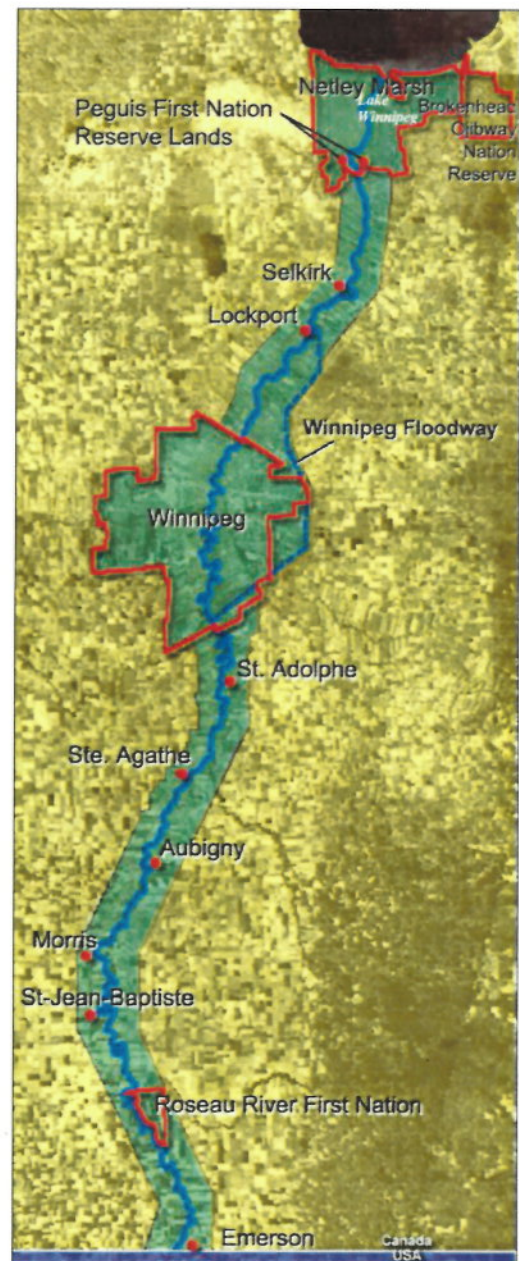 Netley Marsh
Lake
Winnipeg
Brokenhead
Ojibway
Nation
Reserve
Peguis First Nation
Reserve Lands
Selkirk
Lockport
Winnipeg Floodway
Winnipeg
St. Adolphe
Ste. Agathe
Aubigny
Morris
St-Jean-Baptiste
Roseau River First Nation
Emerson
Canada
USA